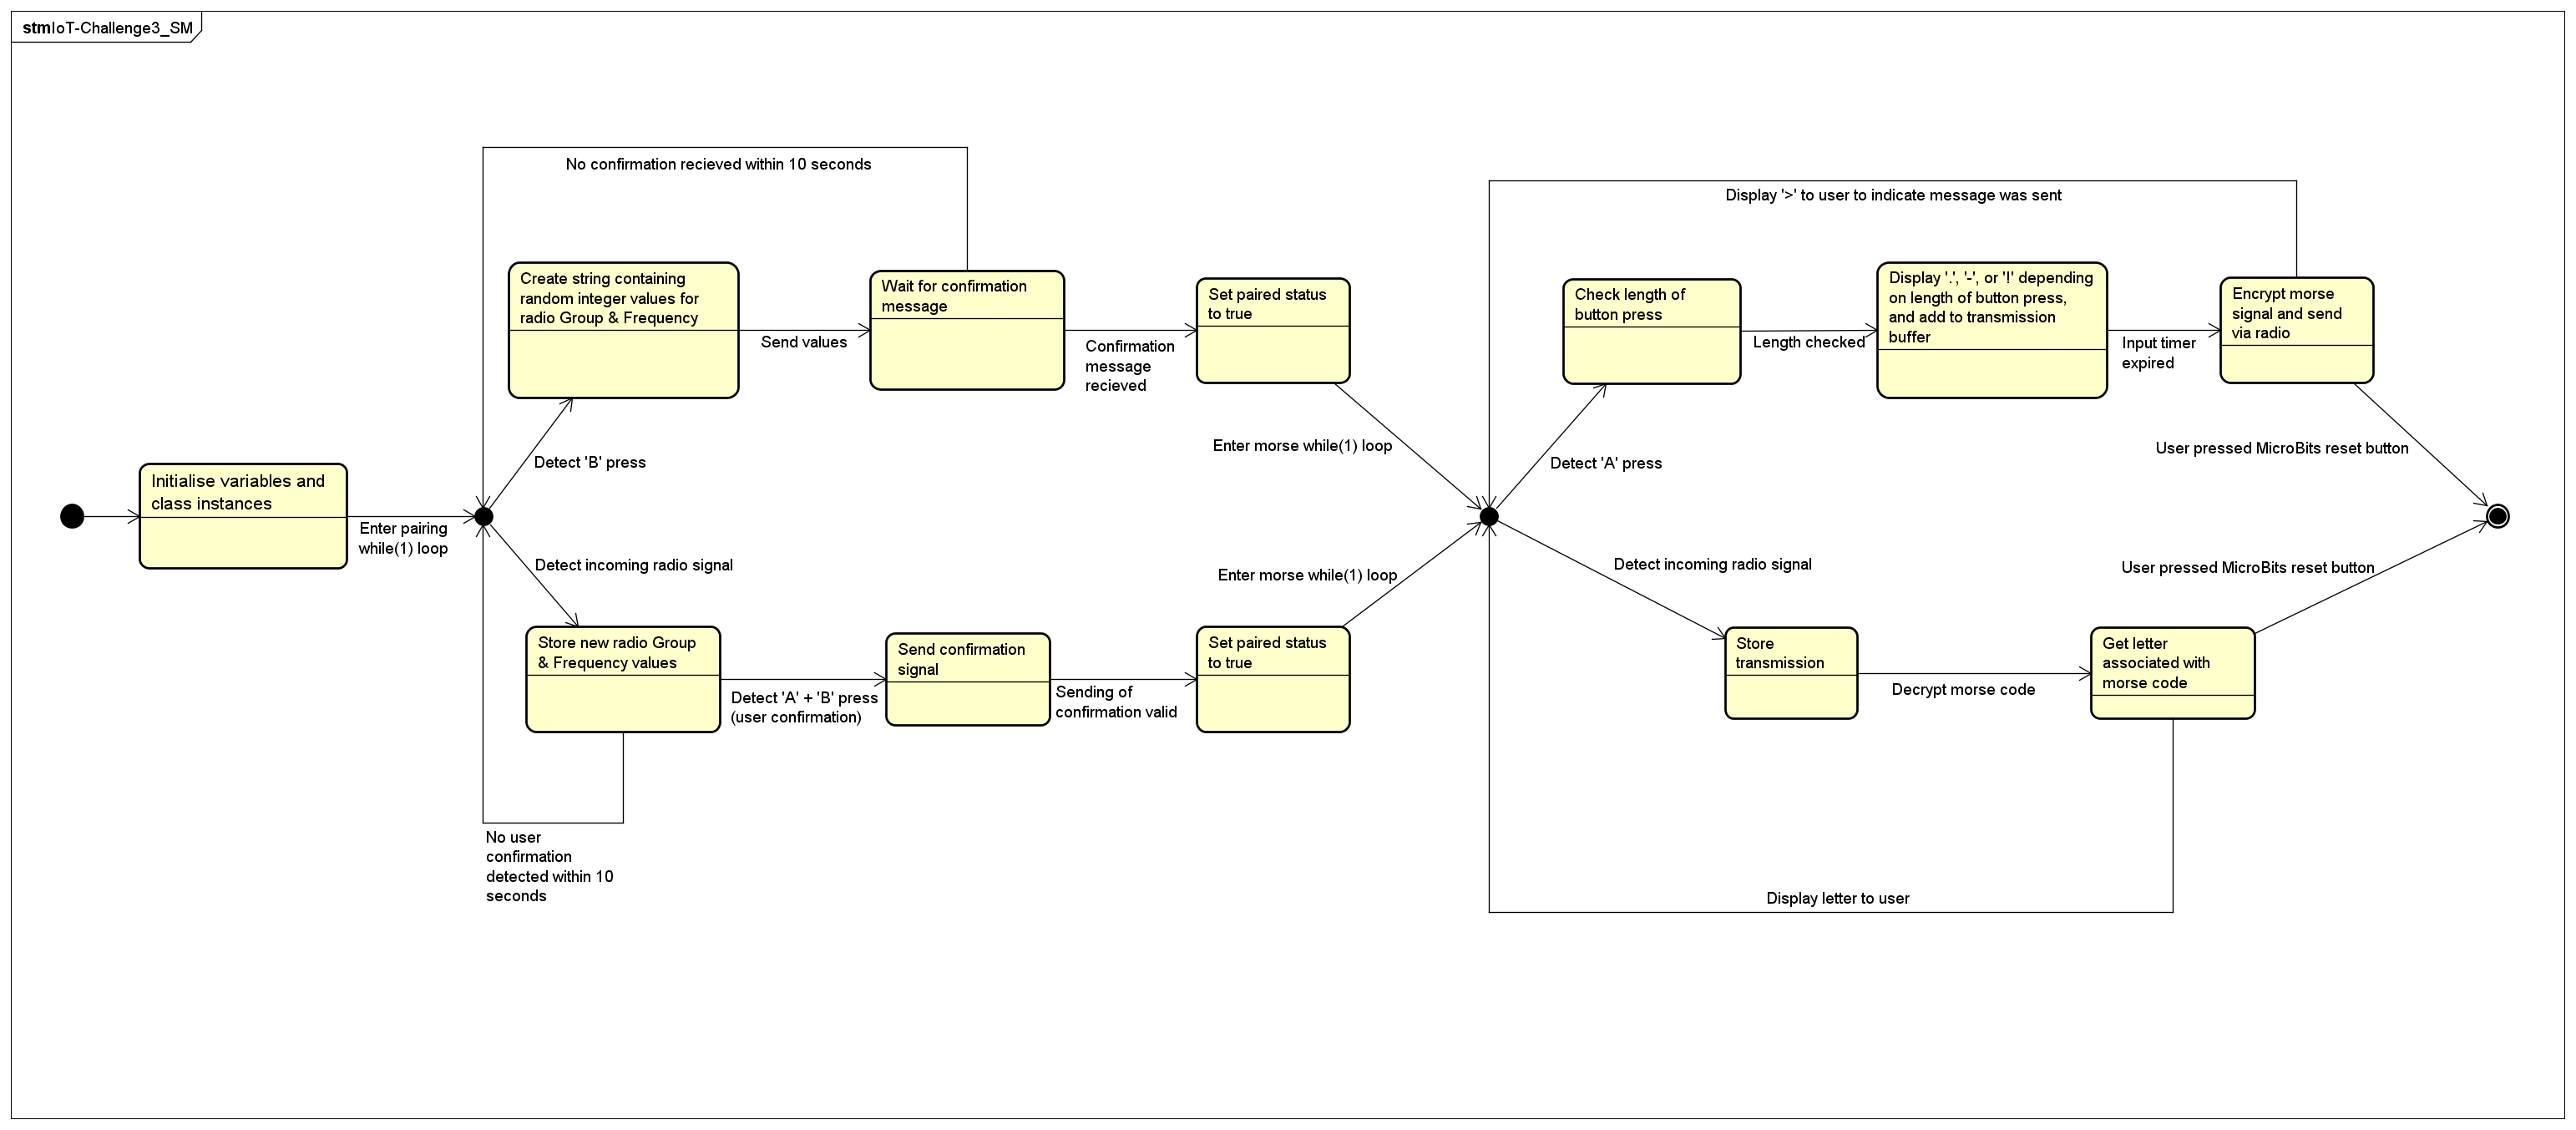 stmIoT-Challenge3_SM
No confirmation recieved within 10 seconds
Display '>' to user to indicate message was sent
Create string containing
random integer values for
radio Group & Frequency
Send values
Wait for confirmation
message
Confirmation
message
recieved
Set paired status
to true
Check length of
button press
Length checked
Display '.', '-', or '!' depending
on length of button press,
and add to transmission
buffer
Input timer
expired
Encrypt morse
signal and send
via radio
Detect 'B' press
Enter morse while(1) loop
Detect 'A' press
User pressed MicroBits reset button
Initialise variables and
class instances
Enter pairing
while(1) loop
Detect incoming radio signal
Enter morse while(1) loop
Detect incoming radio signal
User pressed MicroBits reset button
Store new radio Group
& Frequency values
Detect 'A' + 'B' press
(user confirmation)
Send confirmation
signal
Sending of
confirmation valid
Set paired status
to true
Store
transmission
Decrypt morse code
Get letter
associated with
morse code
No user
confirmation
detected within 10
seconds
Display letter to user